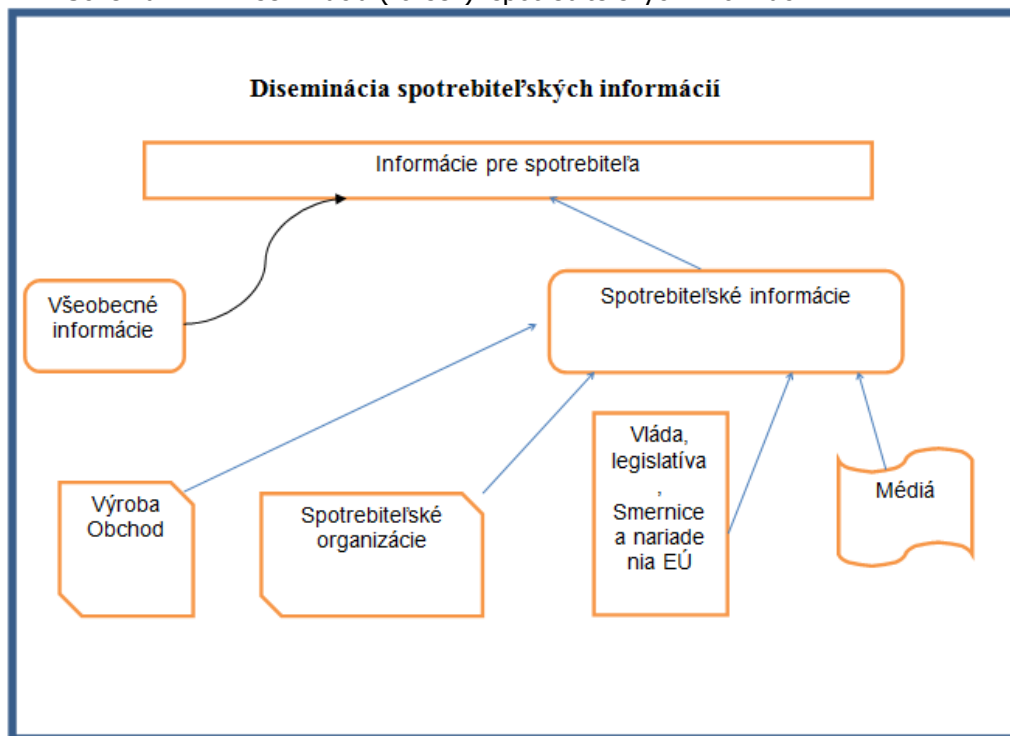 Diseminácia spotrebiteľských informácií
Informácie pre spotrebiteľa
Všeobecné
informácie
Spotrebiteľské informácie
Výroba
Obchod
Spotrebiteľské
organizácie
Vláda,
legislatíva
,
Smernice
a nariade
nia EÚ
Médiá